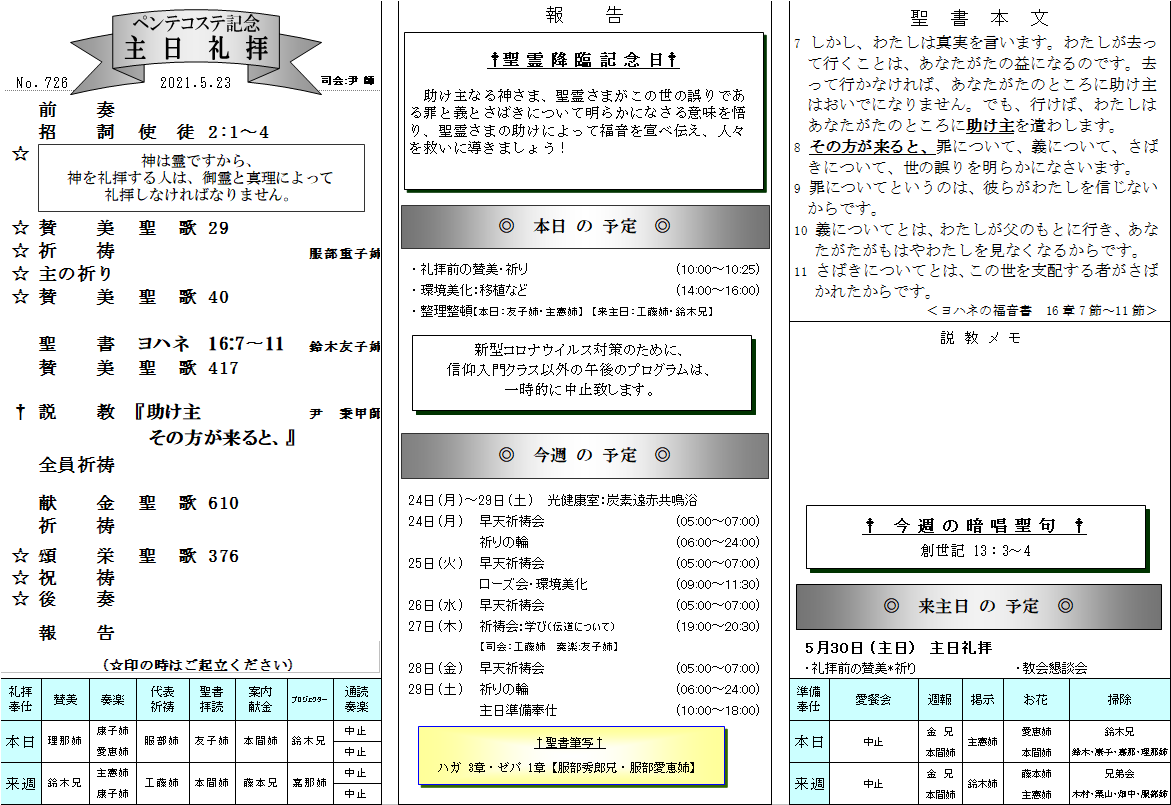 ペンテコステ記念
主日礼拝
No.726 2021.5.23 司会:尹 師
前 奏
招 詞 使 徒 2:1～4
☆
神は霊ですから、
神を礼拝する人は、御霊と真理によって
礼拝しなければなりません。
☆ 賛 美 聖 歌 29
☆ 祈 祷 服部重子姉
☆ 主の祈り
☆ 賛 美 聖 歌 40
聖 書 ヨハネ 16:7～11 鈴木友子姉
賛 美 聖 歌 417
✝ 説 教 『助け主 尹 秉甲師
その方が来ると、』
全員祈祷
献 金 聖 歌 610
祈 祷
☆ 頌 栄 聖 歌 376
☆ 祝 祷
☆ 後 奏
報 告
(☆印の時はご起立ください)
礼拝奉仕 賛美 奏楽 代表祈祷 聖書拝読 案内献金 プロジェクター 通読奏楽
本日 理那姉 康子姉 愛恵姉 服部姉 友子姉 本間姉 鈴木兄 中止 中止
来週 鈴木兄 主恵姉 康子姉 工藤姉 本間姉 藤本兄 嘉那姉 中止 中止
報 告
✝聖霊降臨記念日✝
助け主なる神さま、聖霊さまがこの世の誤りであ
る罪と義とさばきについて明らかになさる意味を悟
り、聖霊さまの助けによって福音を宣べ伝え、人々
を救いに導きましょう！
◎ 本日 の 予定 ◎
・礼拝前の賛美・祈り (10:00～10:25)
・環境美化：移植など (14:00～16:00)
・整理整頓【本日：友子姉・主憲姉】 【来主日：工藤姉・鈴木兄】
新型コロナウイルス対策のために、
信仰入門クラス以外の午後のプログラムは、
一時的に中止致します。
◎ 今週 の 予定 ◎
24日(月)～29日(土) 光健康室：炭素遠赤共鳴浴
24日(月) 早天祈祷会 (05:00～07:00)
祈りの輪 (06:00～24:00)
25日(火) 早天祈祷会 (05:00～07:00)
ローズ会・環境美化 (09:00～11:30)
26日(水) 早天祈祷会 (05:00～07:00)
27日(木) 祈祷会：学び(伝道について) (19:00～20:30)
【司会：工藤姉 奏楽:友子姉】
28日(金) 早天祈祷会 (05:00～07:00)
29日(土) 祈りの輪 (06:00～24:00)
主日準備奉仕 (10:00～18:00)
✝聖書筆写✝
ハガ 3章・ゼパ 1章【服部秀郎兄・服部愛恵姉】
聖 書 本 文
7 しかし、わたしは真実を言います。わたしが去っ
て行くことは、あなたがたの益になるのです。去
って行かなければ、あなたがたのところに助け主
はおいでになりません。でも、行けば、わたしは
あなたがたのところに助け主を遣わします。
8 その方が来ると、罪について、義について、さば
きについて、世の誤りを明らかになさいます。
9 罪についてというのは、彼らがわたしを信じない
からです。
10 義についてとは、わたしが父のもとに行き、あな
たがたがもはやわたしを見なくなるからです。
11 さばきについてとは、この世を支配する者がさば
かれたからです。
＜ヨハネの福音書 16章7節～11節＞
説 教 メ モ
✝ 今週の暗唱聖句 ✝
創世記 13：3～4
◎ 来主日 の 予定 ◎
５月30日(主日) 主日礼拝
・礼拝前の賛美*祈り ・教会懇談会
準備奉仕 愛餐会 週報 掲示 お花 掃除
本日 中止 金 兄 本間姉 主憲姉 愛恵姉 本間姉 鈴木兄 鈴木・康子・嘉那・理那姉
来週 中止 金 兄 本間姉 鈴木姉 藤本姉 主恵姉 兄弟会 木村・栗山・畑中・服部姉